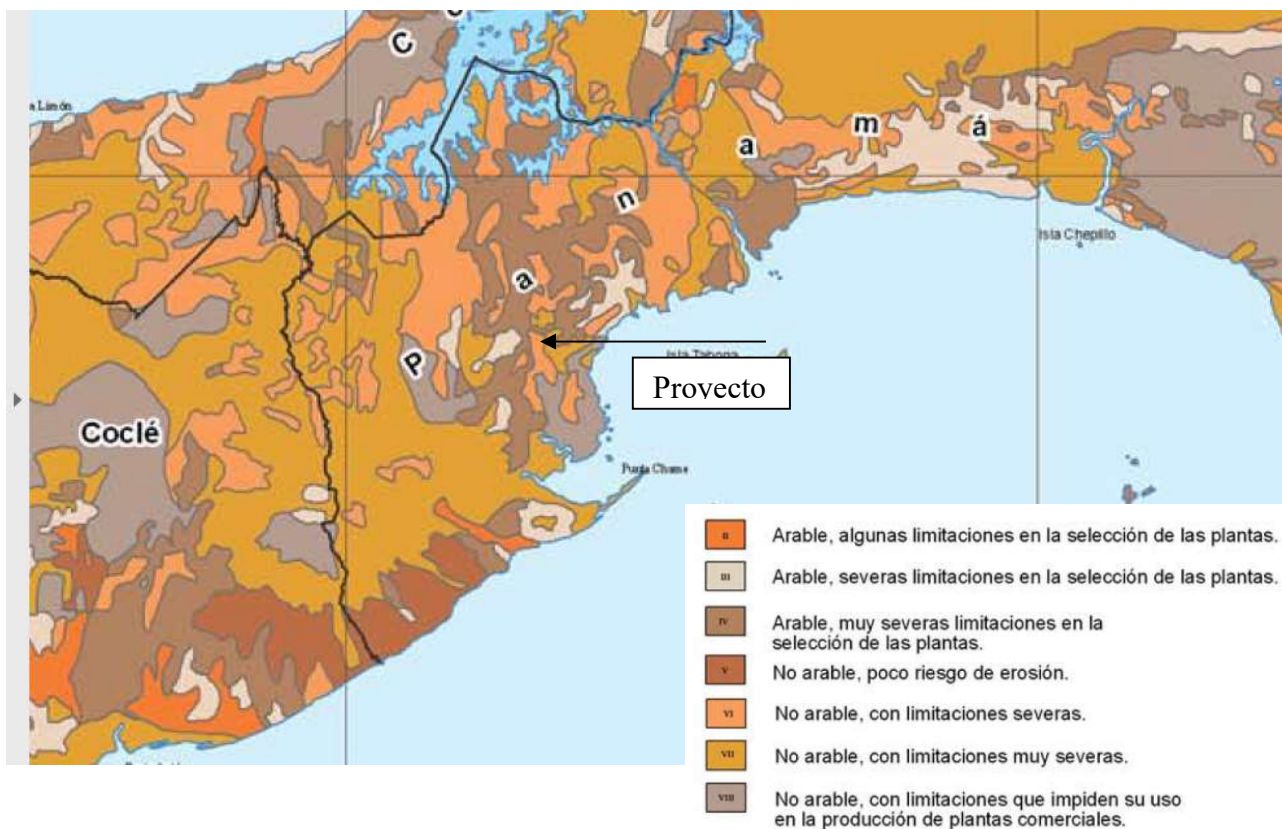 C
a Limón
m
á
a
n
Isla Chepillo
a
P
Isla Taboga
Proyecto
Coclé
Punta Chame
II Arable, algunas limitaciones en la selección de las plantas.
III Arable, severas limitaciones en la selección de las plantas.
IV Arable, muy severas limitaciones en la
selección de las plantas.
V No arable, poco riesgo de erosión.
VI No arable, con limitaciones severas.
VII No arable, con limitaciones muy severas.
VIII No arable, con limitaciones que impiden su uso
en la producción de plantas comerciales.